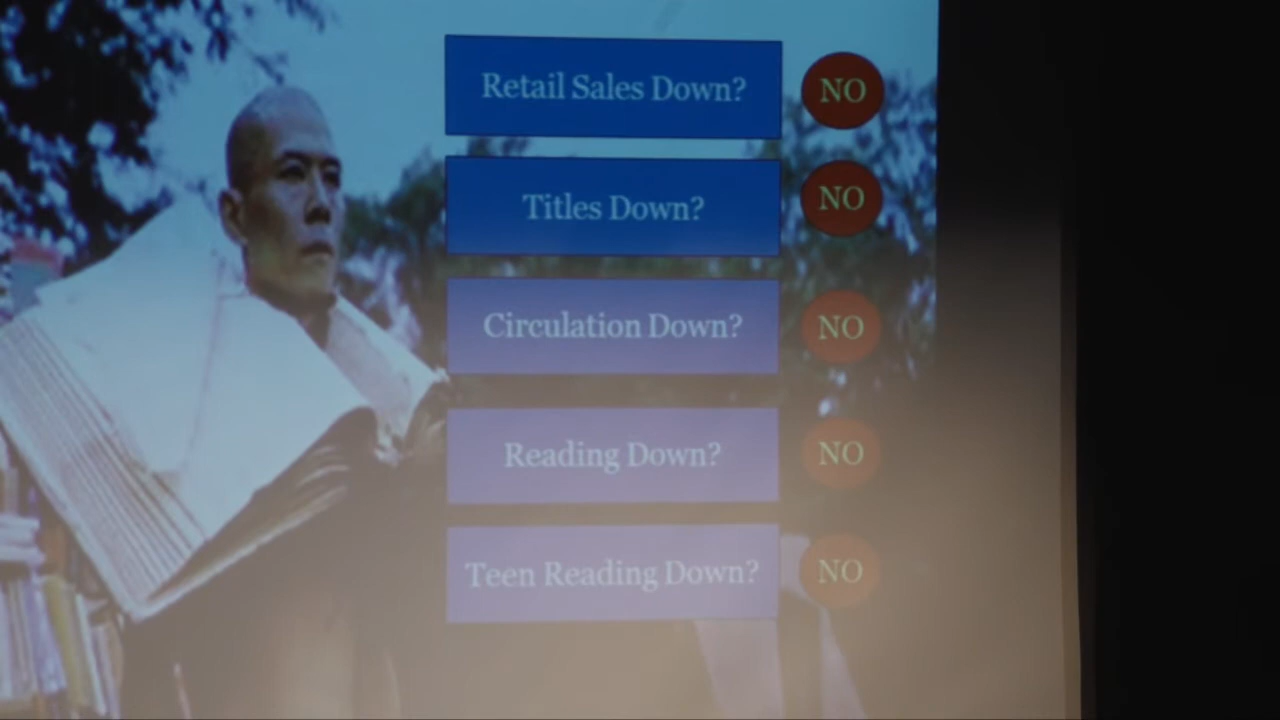 Retail Sales Down? NO
Titles Down? NO
Circulation Down? NO
Reading Down? NO
Teen Reading Down? NO